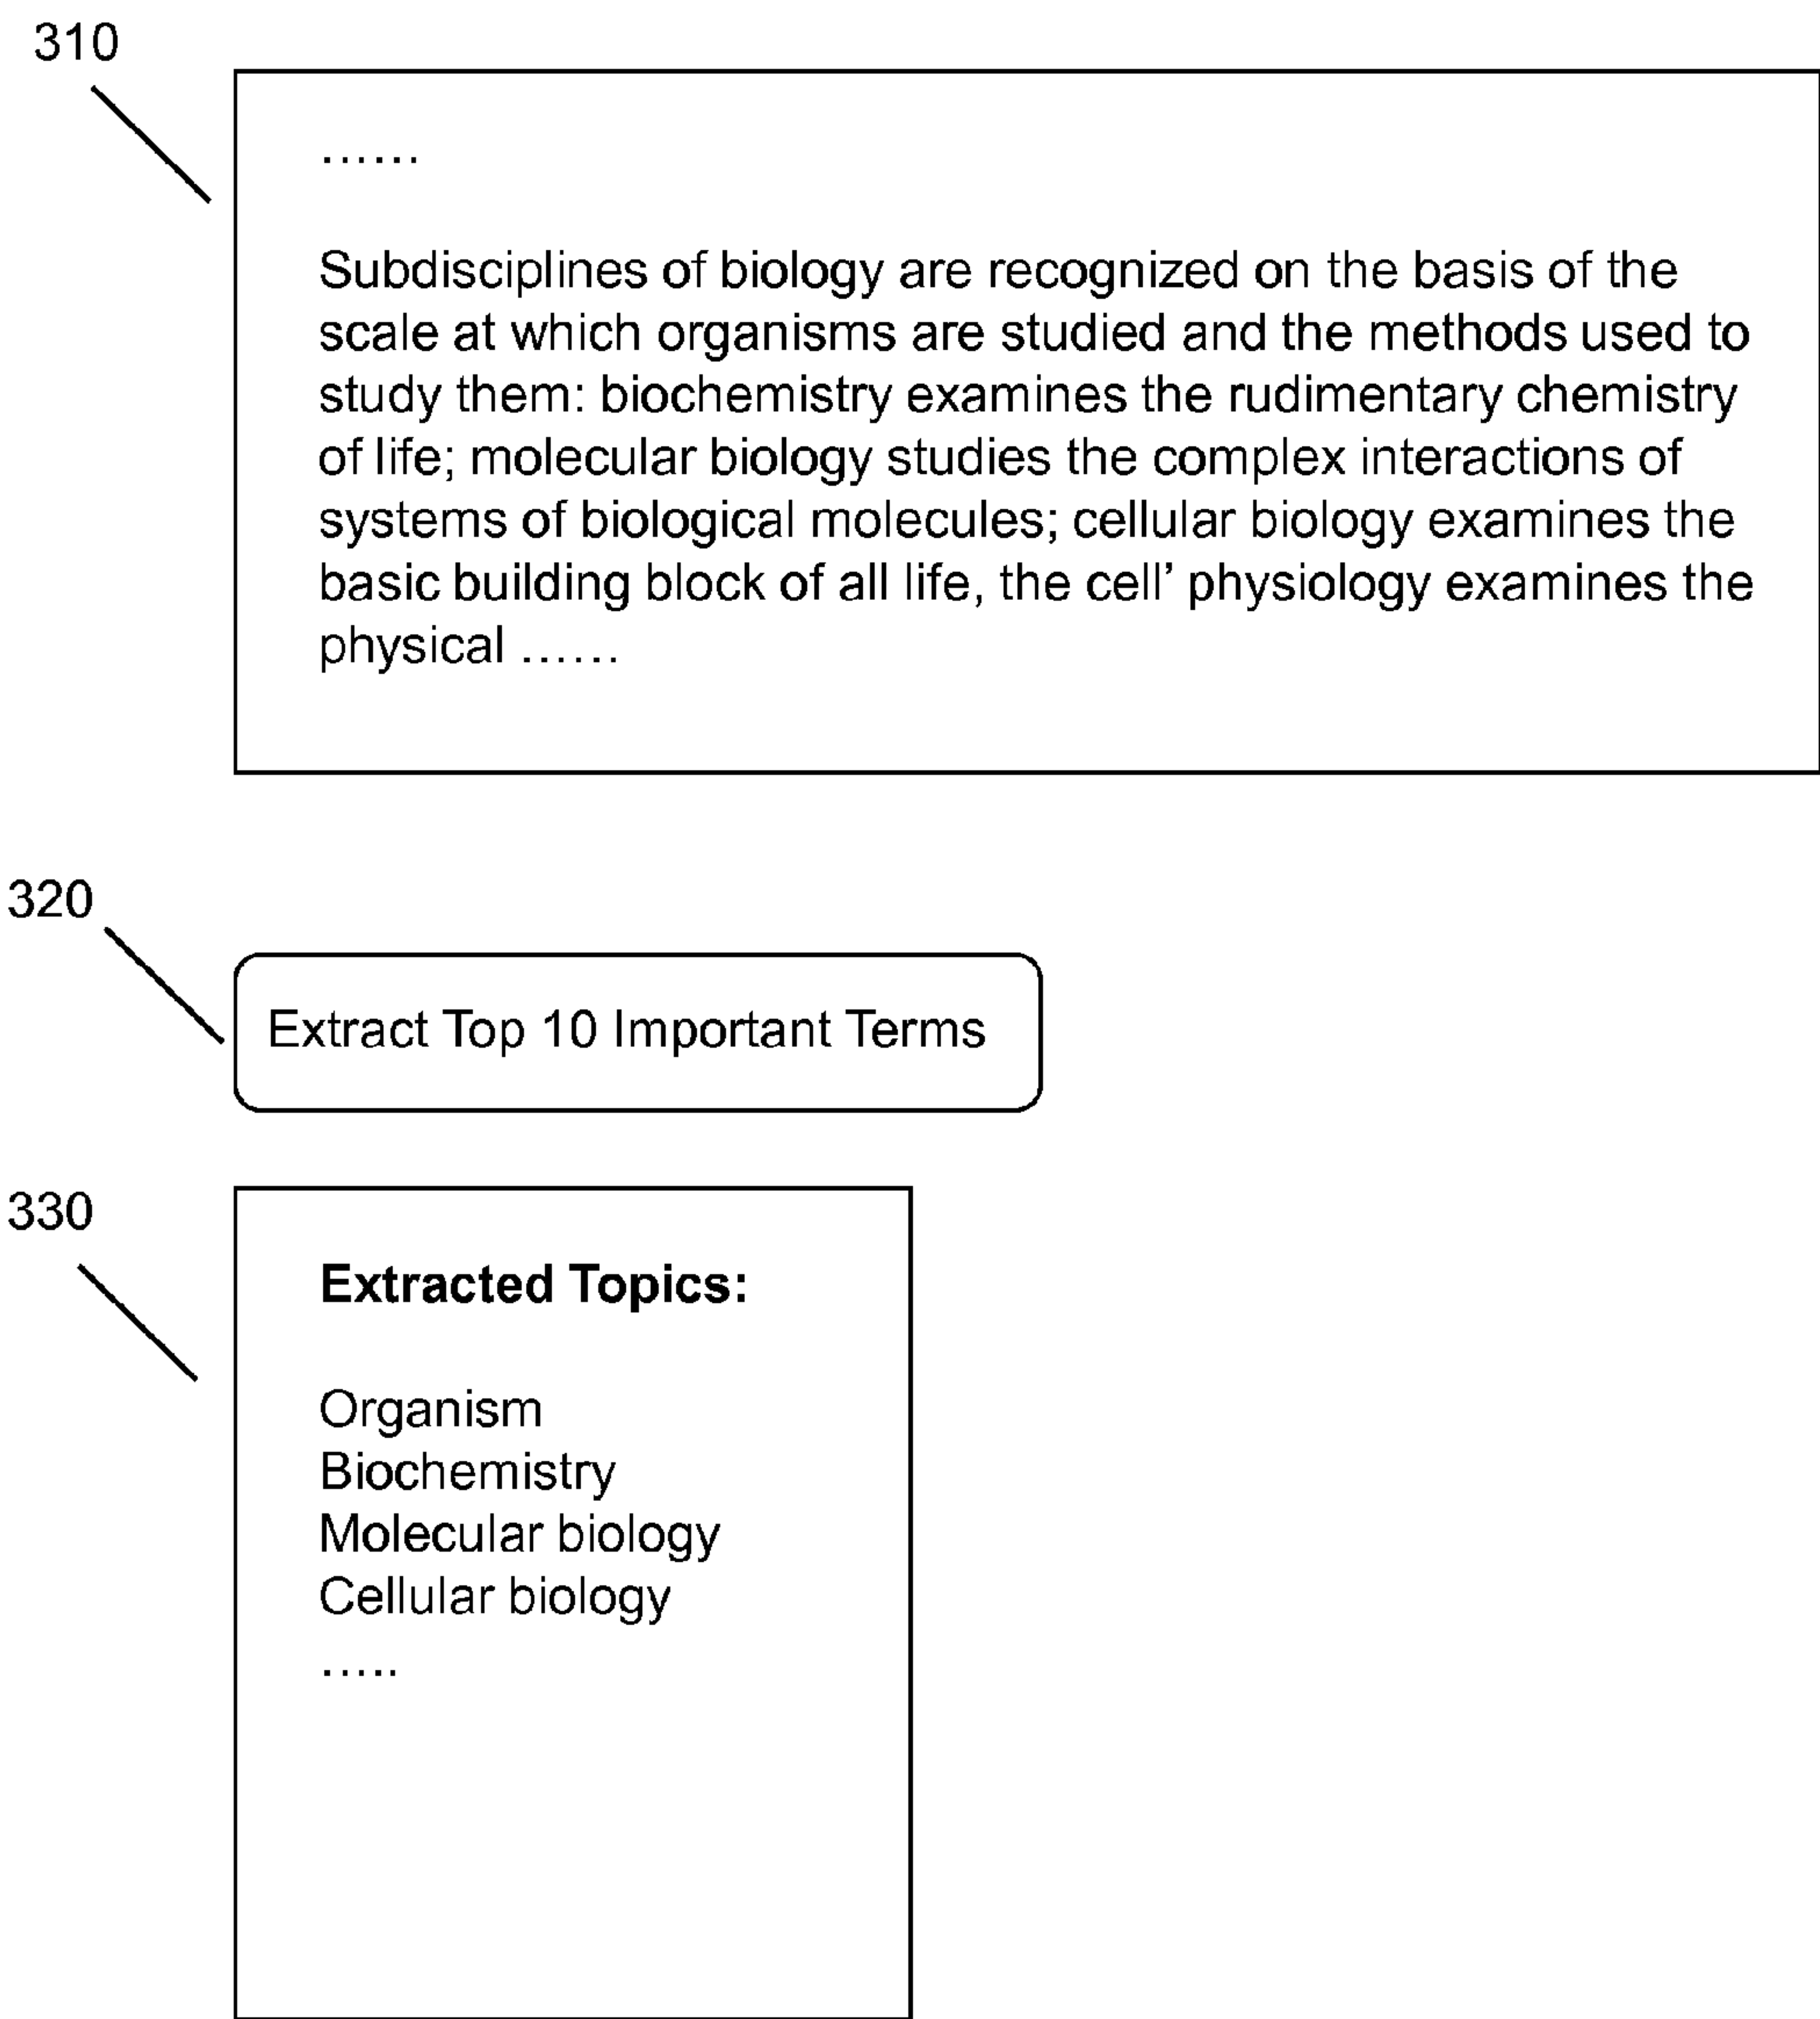 310
......
Subdisciplines of biology are recognized on the basis of the
scale at which organisms are studied and the methods used to
study them: biochemistry examines the rudimentary chemistry
of life; molecular biology studies the complex interactions of
systems of biological molecules; cellular biology examines the
basic building block of all life, the cell’ physiology examines the
physical ......
320
Extract Top 10 Important Terms
330
Extracted Topics:
Organism
Biochemistry
Molecular biology
Cellular biology
.....